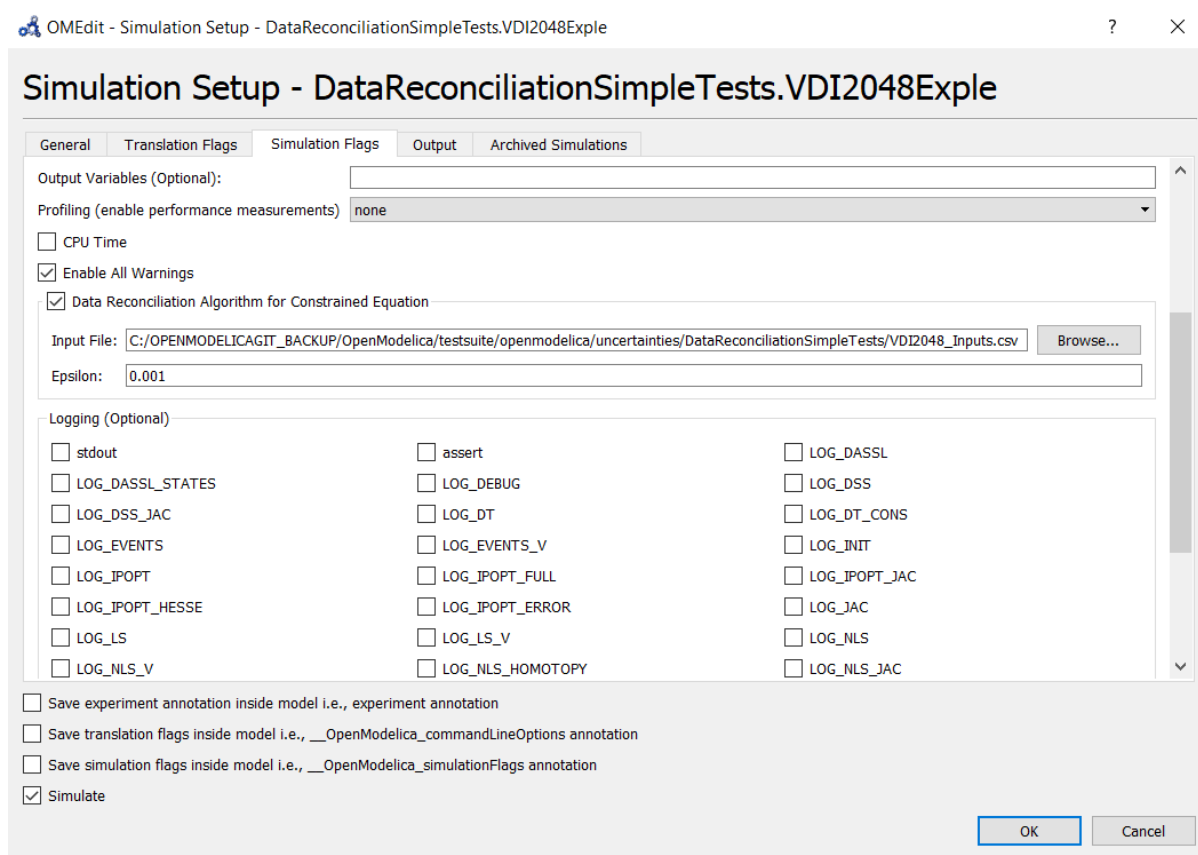 OMEdit - Simulation Setup - DataReconciliationSimpleTests.VDI2048Exple
Simulation Setup - DataReconciliationSimpleTests.VDI2048Exple
General Translation Flags Simulation Flags Output Archived Simulations
Output Variables (Optional):
Profiling (enable performance measurements) none
CPU Time
Enable All Warnings
Data Reconciliation Algorithm for Constrained Equation
Input File: C:/OPENMODELICAGIT_BACKUP/OpenModelica/testsuite/openmodelica/uncertainties/DataReconciliationSimpleTests/VDI2048_Inputs.csv Browse...
Epsilon: 0.001
Logging (Optional)
stdout assert LOG_DASSL
LOG_DASSL_STATES LOG_DEBUG LOG_DSS
LOG_DSS_JAC LOG_DT LOG_DT_CONS
LOG_EVENTS LOG_EVENTS_V LOG_INIT
LOG_IPOPT LOG_IPOPT_FULL LOG_IPOPT_JAC
LOG_IPOPT_HESSE LOG_IPOPT_ERROR LOG_JAC
LOG_LS LOG_LS_V LOG_NLS
LOG_NLS_V LOG_NLS_HOMOTOPY LOG_NLS_JAC
Save experiment annotation inside model i.e., experiment annotation
Save translation flags inside model i.e., __OpenModelica_commandLineOptions annotation
Save simulation flags inside model i.e., __OpenModelica_simulationFlags annotation
Simulate
OK Cancel